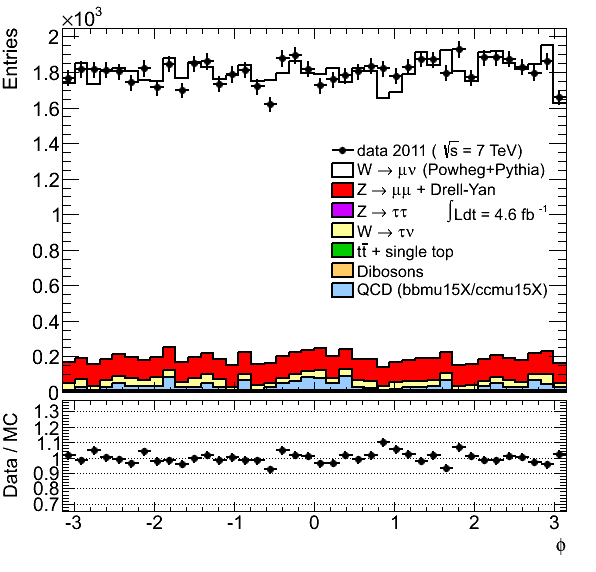 ×10³
Entries
2
1.8
1.6
1.4
1.2
1
0.8
0.6
0.4
0.2
0
data 2011 ( √s = 7 TeV)
W → μν (Powheg+Pythia)
Z → μμ + Drell-Yan
Z → ττ ∫Ldt = 4.6 fb⁻¹
W → τν
tt̄ + single top
Dibosons
QCD (bbmu15X/ccmu15X)
Data / MC
1.3
1.2
1.1
1
0.9
0.8
0.7
-3 -2 -1 0 1 2 3
ϕ